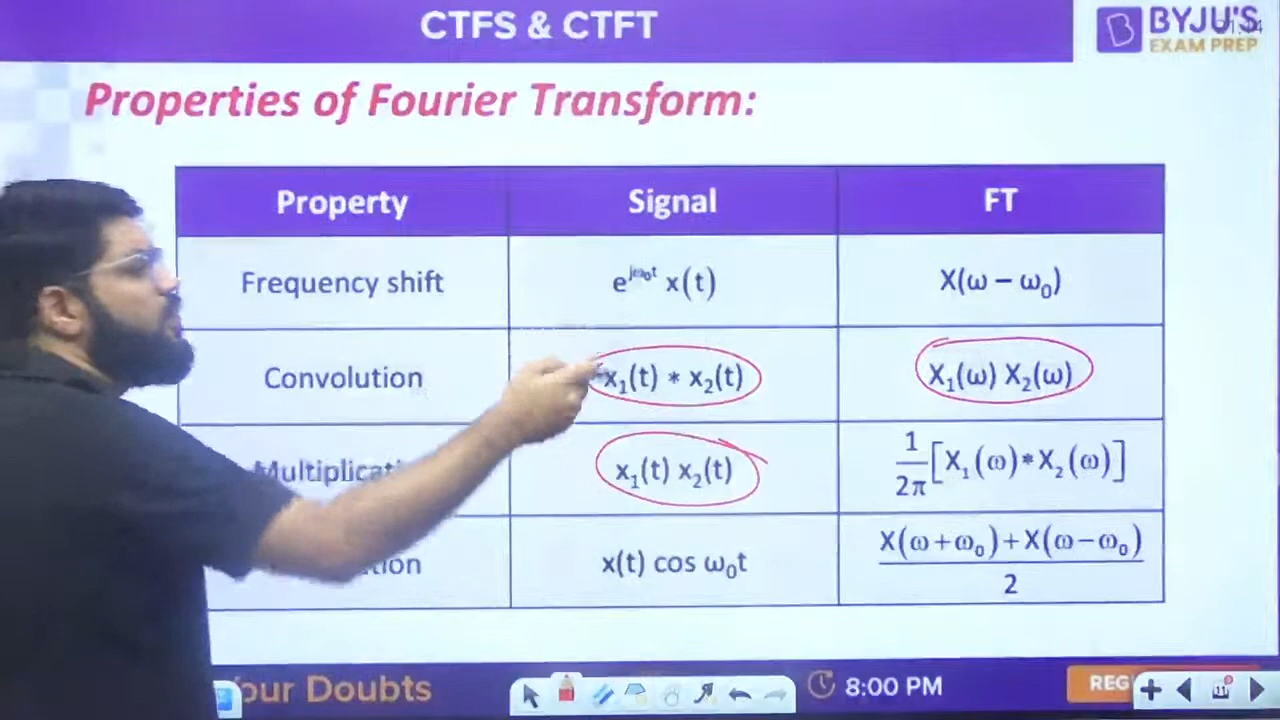 CTFS & CTFT
BYJU'S
EXAM PREP
Properties of Fourier Transform:
Property Signal FT
Frequency shift e^{jω₀t} x(t) X(ω − ω₀)
Convolution x₁(t) * x₂(t) X₁(ω) X₂(ω)
x₁(t) x₂(t) 1/2π [X₁(ω)*X₂(ω)]
x(t) cos ω₀t X(ω+ω₀)+X(ω−ω₀)/2
Doubts 8:00 PM